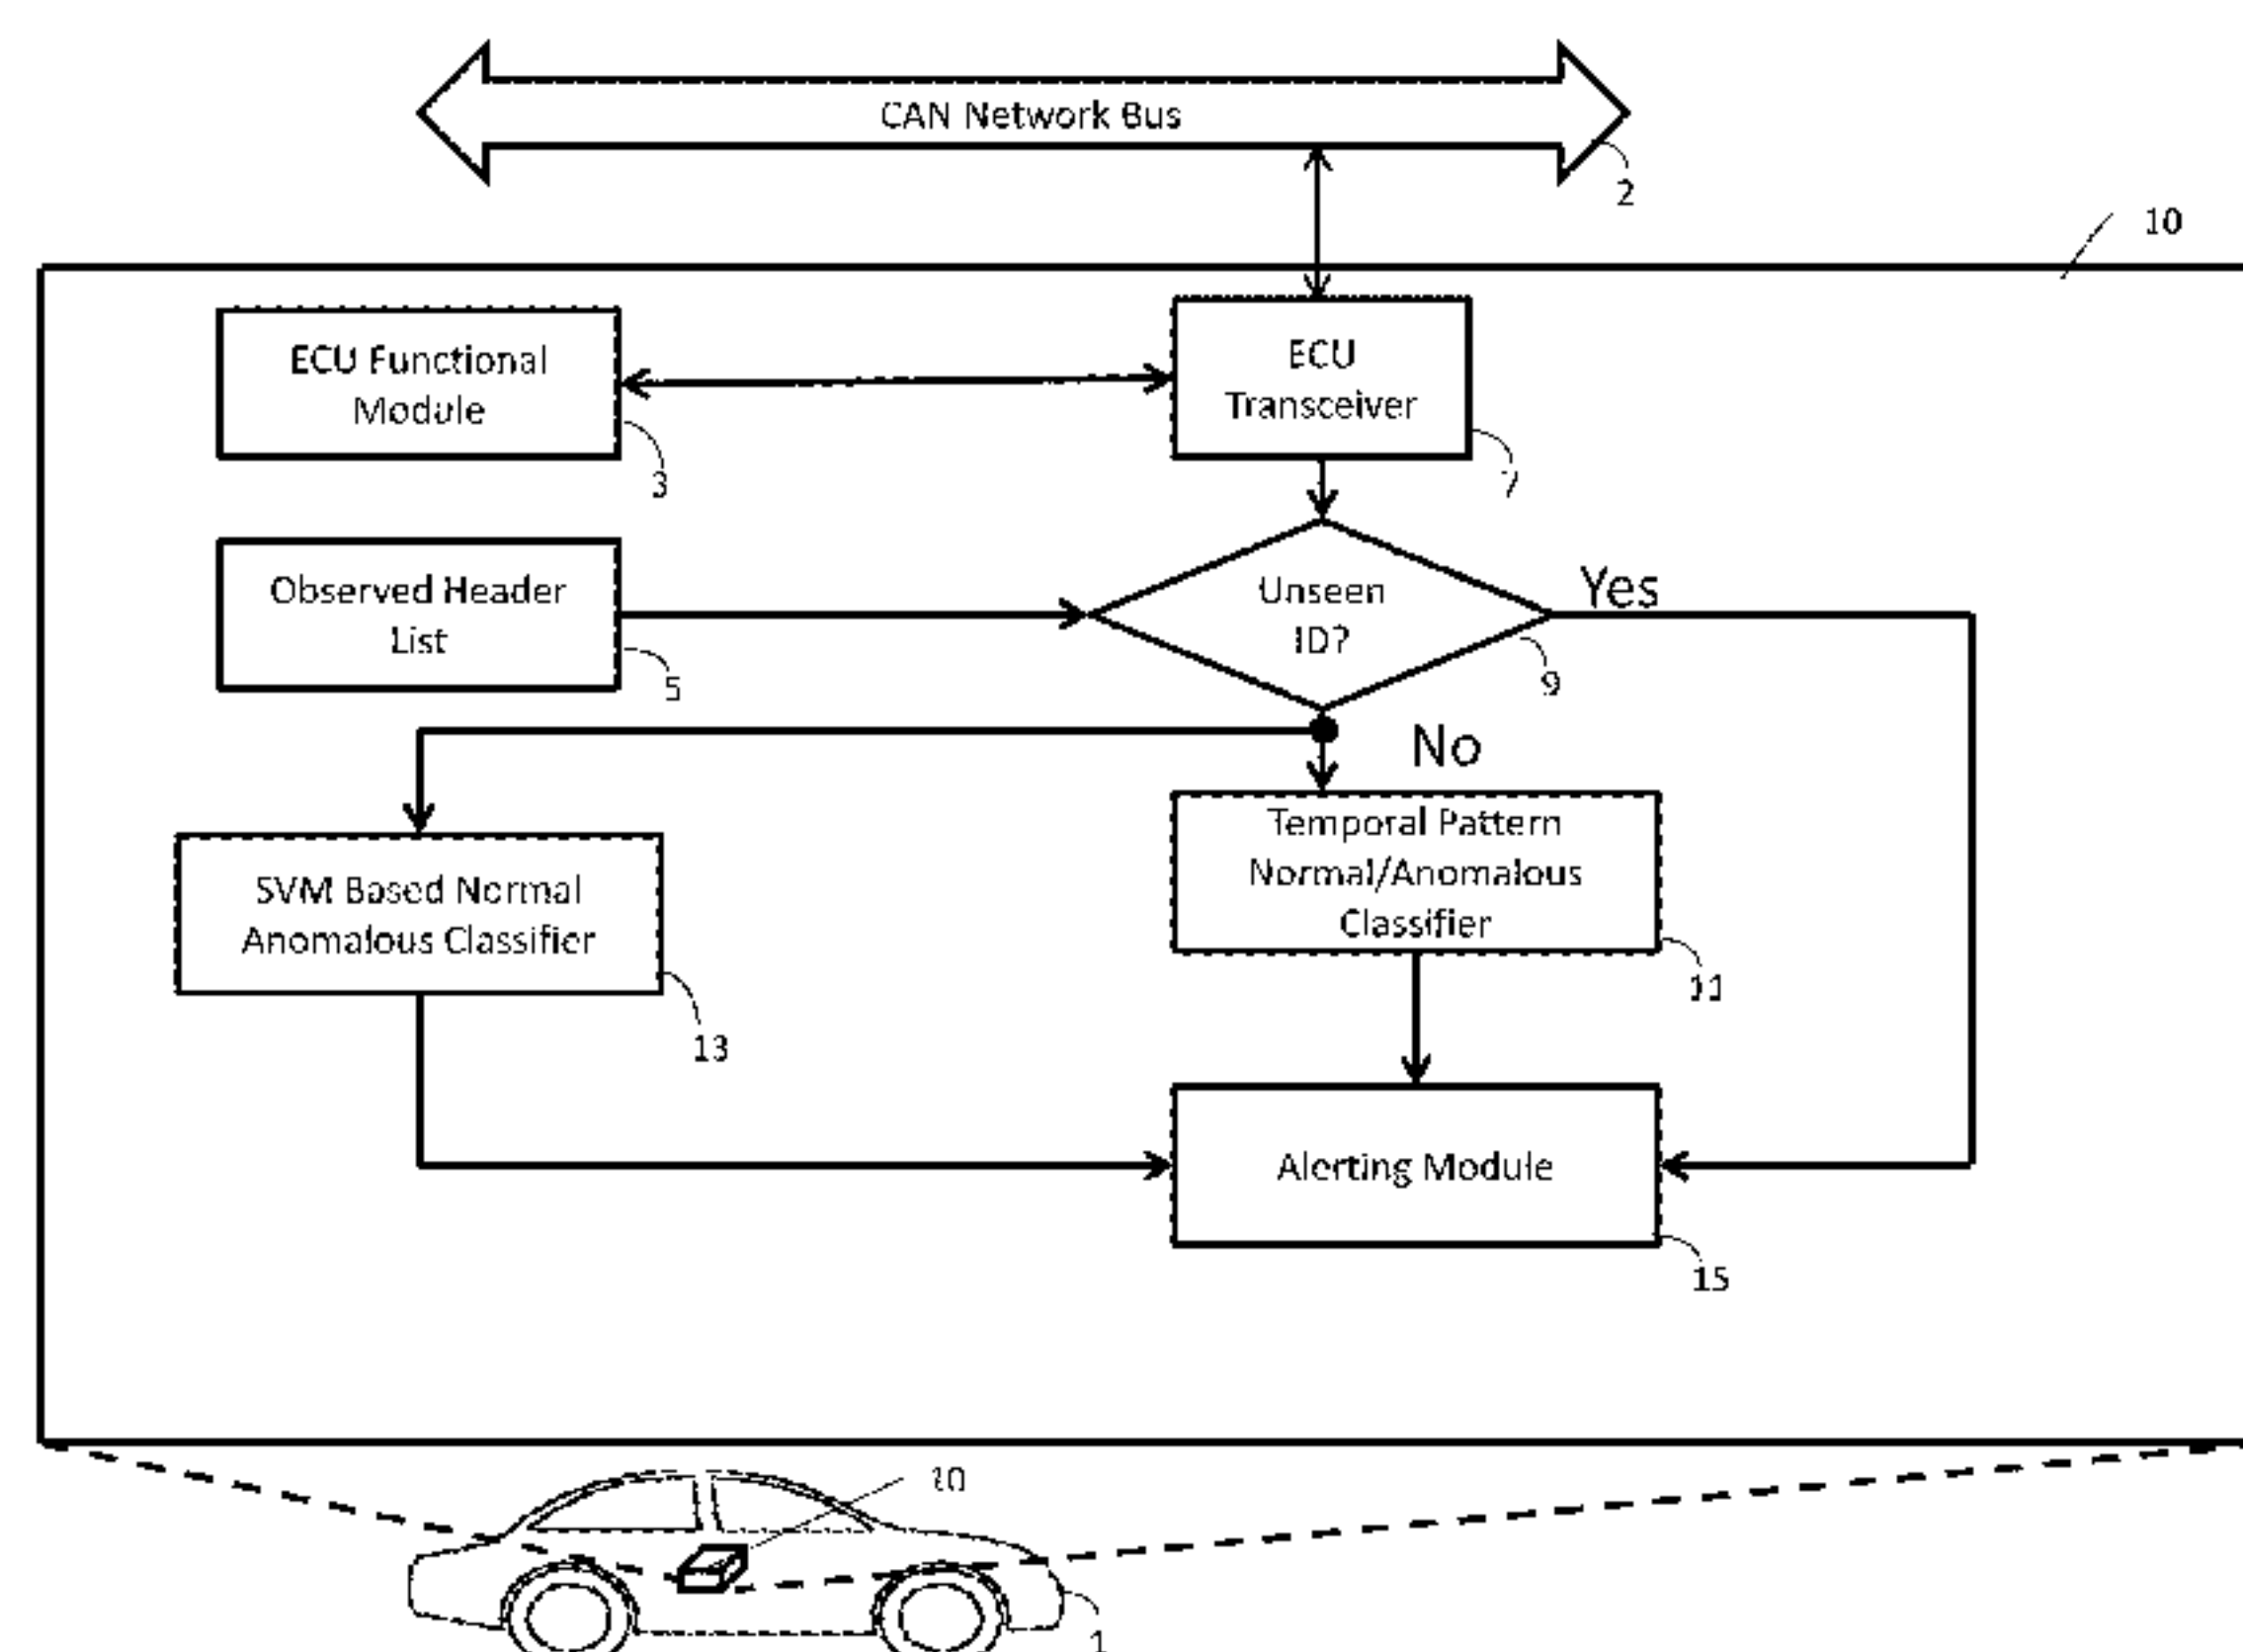 CAN Network Bus
2
10
ECU Functional
Module
3
ECU
Transceiver
7
Observed Header
List
5
Unseen
ID?
9
Yes
No
Temporal Pattern
Normal/Anomalous
Classifier
11
SVM Based Normal
Anomalous Classifier
13
Alerting Module
15
10
1